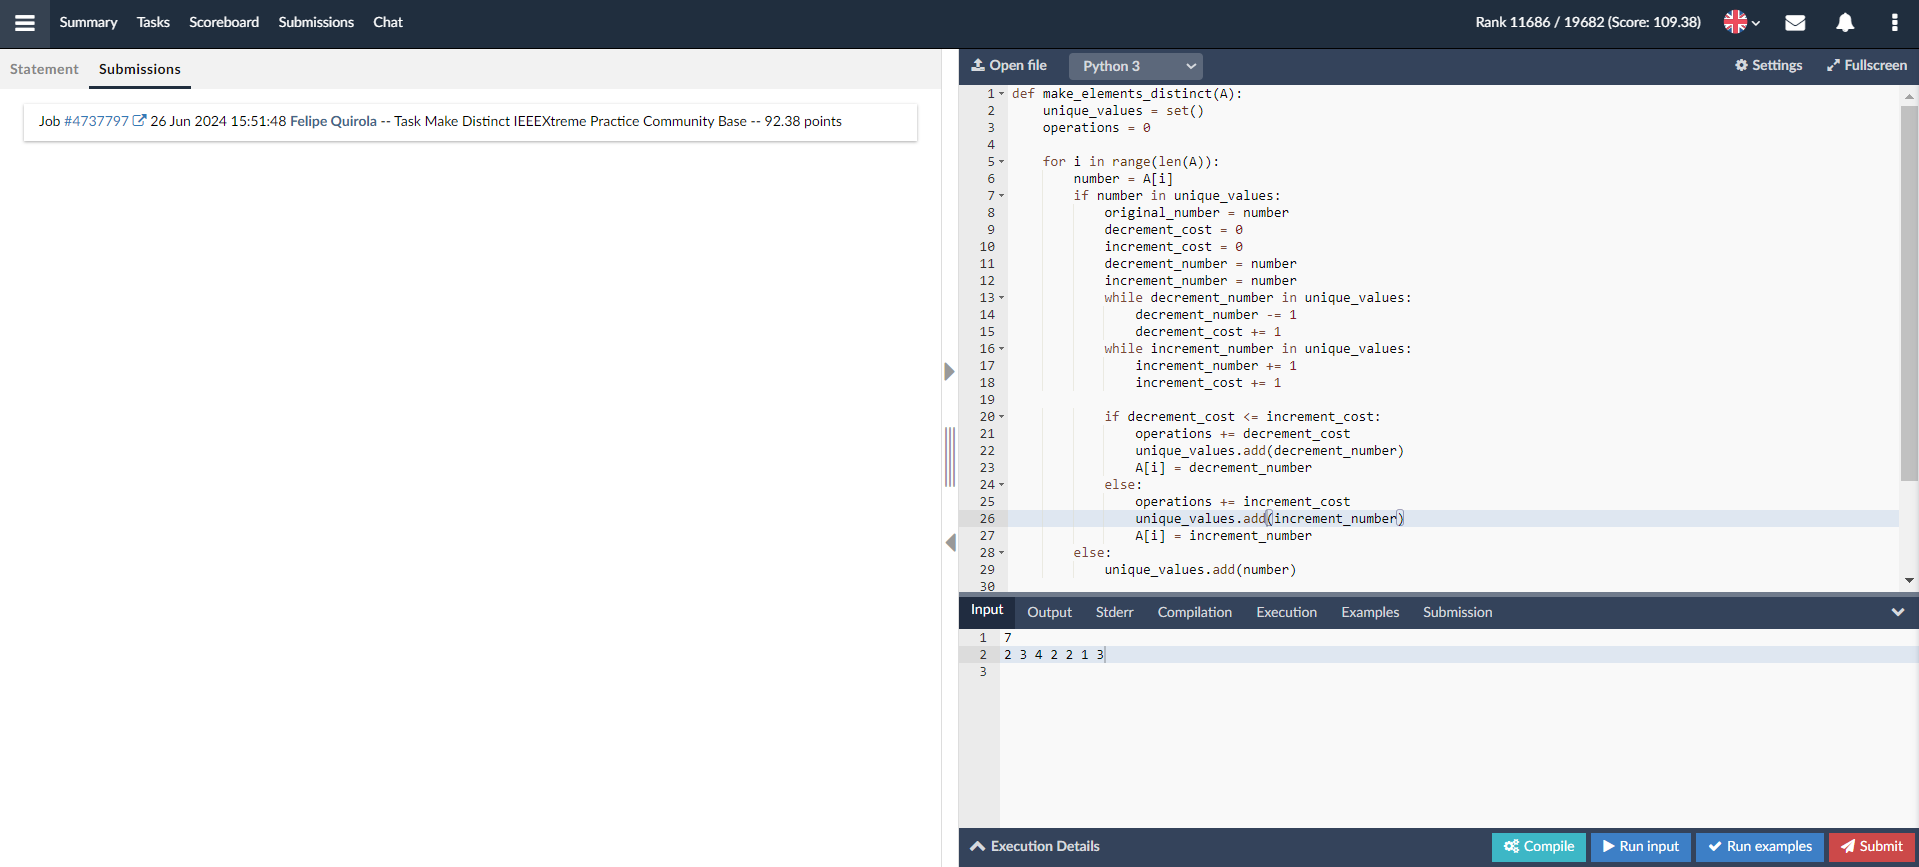 Summary Tasks Scoreboard Submissions Chat Rank 11686 / 19682 (Score: 109.38)
Statement Submissions
Job #4737797 26 Jun 2024 15:51:48 Felipe Quirola -- Task Make Distinct IEEEXtreme Practice Community Base -- 92.38 points
Open file Python 3 Settings Fullscreen
1 def make_elements_distinct(A):
2     unique_values = set()
3     operations = 0
4
5     for i in range(len(A)):
6         number = A[i]
7         if number in unique_values:
8             original_number = number
9             decrement_cost = 0
10             increment_cost = 0
11             decrement_number = number
12             increment_number = number
13             while decrement_number in unique_values:
14                 decrement_number -= 1
15                 decrement_cost += 1
16             while increment_number in unique_values:
17                 increment_number += 1
18                 increment_cost += 1
19
20             if decrement_cost <= increment_cost:
21                 operations += decrement_cost
22                 unique_values.add(decrement_number)
23                 A[i] = decrement_number
24             else:
25                 operations += increment_cost
26                 unique_values.add(increment_number)
27                 A[i] = increment_number
28         else:
29             unique_values.add(number)
30
Input Output Stderr Compilation Execution Examples Submission
1 7
2 2 3 4 2 2 1 3
3
Execution Details Compile Run input Run examples Submit